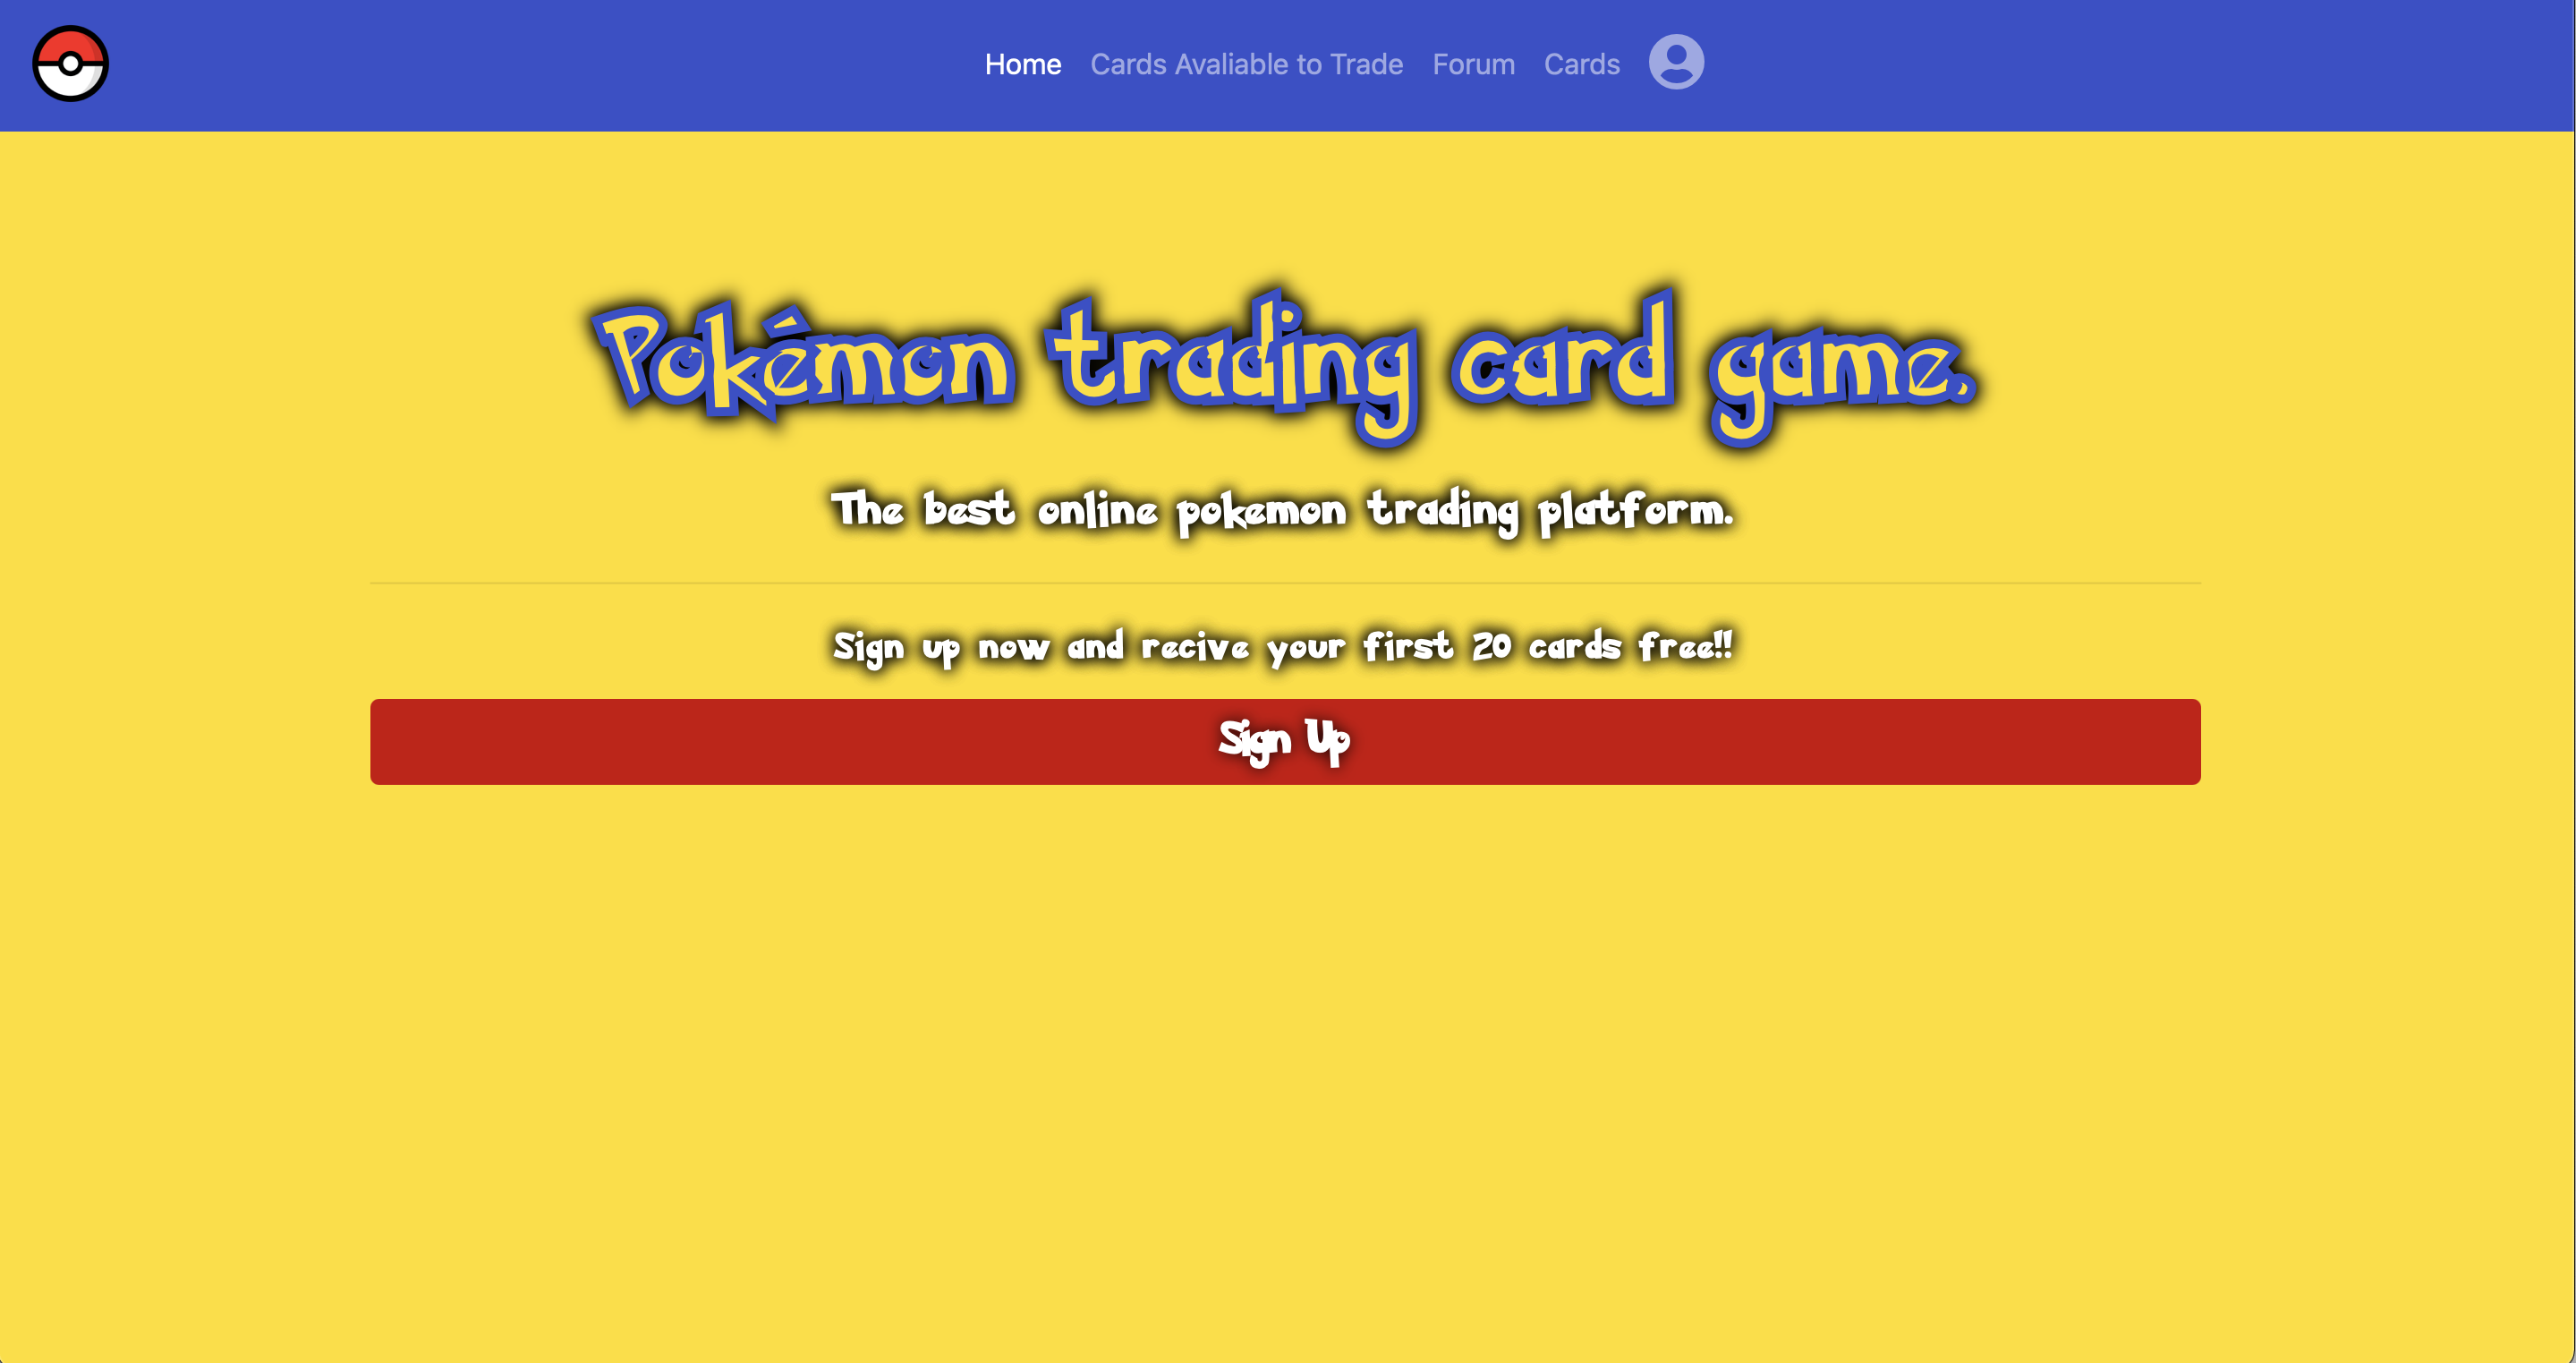 Home Cards Avaliable to Trade Forum Cards
Pokémon trading card game.
The best online pokemon trading platform.
Sign up now and recive your first 20 cards free!!
Sign Up